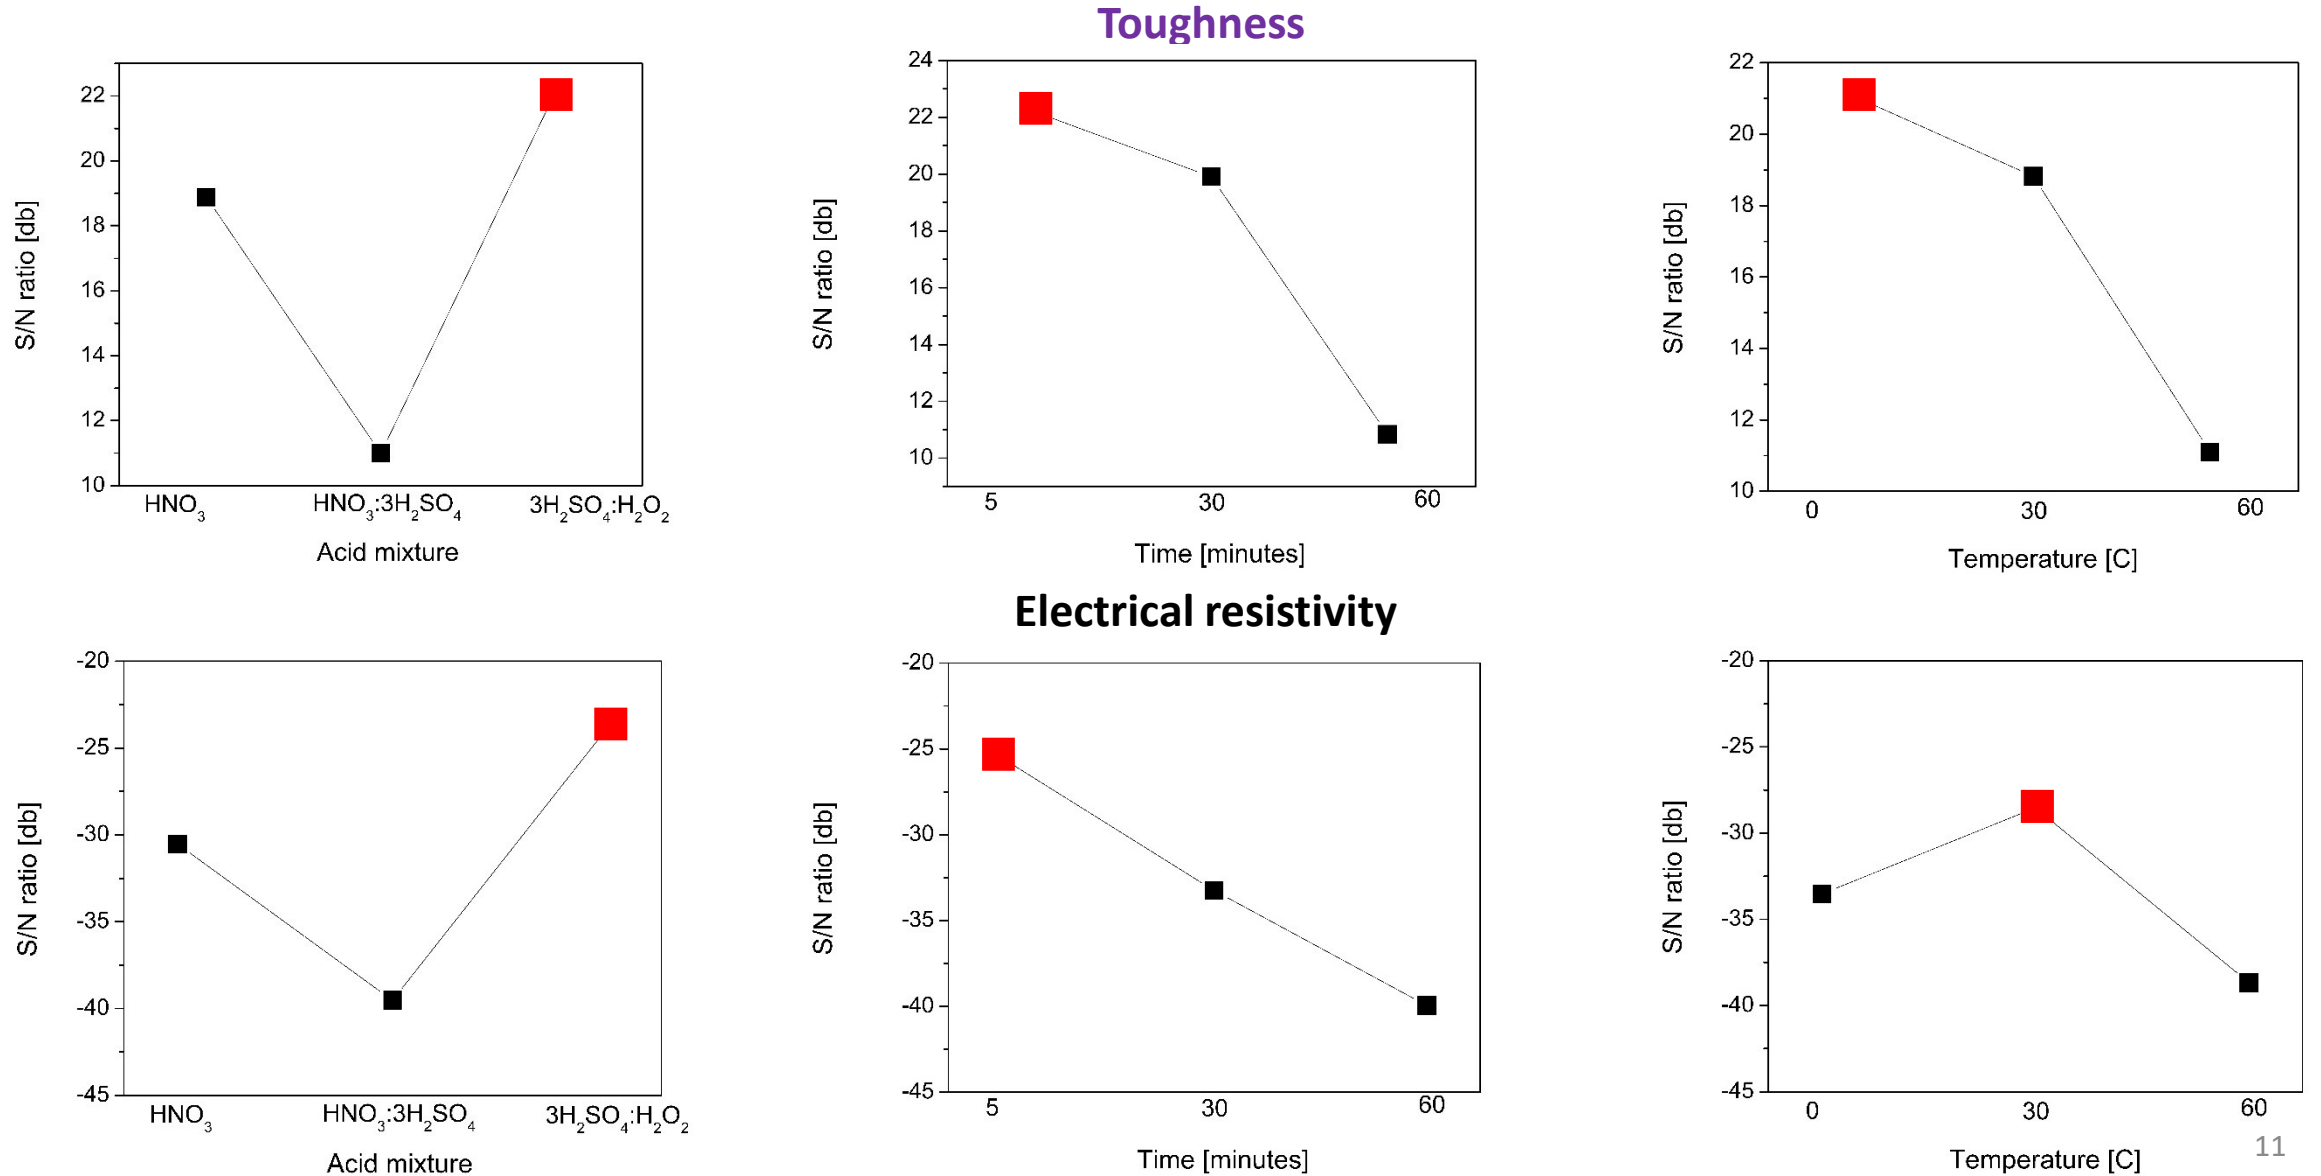 Toughness
22
20
18
16
14
12
10
S/N ratio [db]
HNO₃
HNO₃:3H₂SO₄
3H₂SO₄:H₂O₂
Acid mixture
24
22
20
18
16
14
12
10
S/N ratio [db]
5
30
60
Time [minutes]
22
20
18
16
14
12
10
S/N ratio [db]
0
30
60
Temperature [C]
Electrical resistivity
-20
-25
-30
-35
-40
-45
S/N ratio [db]
HNO₃
HNO₃:3H₂SO₄
3H₂SO₄:H₂O₂
Acid mixture
-20
-25
-30
-35
-40
-45
S/N ratio [db]
5
30
60
Time [minutes]
-20
-25
-30
-35
-40
-45
S/N ratio [db]
0
30
60
Temperature [C]
11